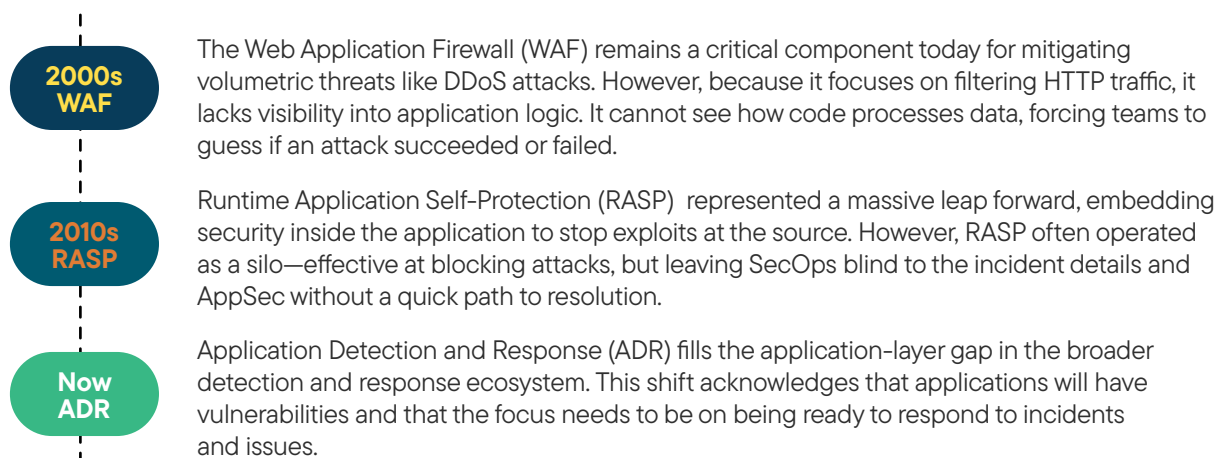 2000s
WAF
The Web Application Firewall (WAF) remains a critical component today for mitigating
volumetric threats like DDoS attacks. However, because it focuses on filtering HTTP traffic, it
lacks visibility into application logic. It cannot see how code processes data, forcing teams to
guess if an attack succeeded or failed.
2010s
RASP
Runtime Application Self-Protection (RASP)  represented a massive leap forward, embedding
security inside the application to stop exploits at the source. However, RASP often operated
as a silo—effective at blocking attacks, but leaving SecOps blind to the incident details and
AppSec without a quick path to resolution.
Now
ADR
Application Detection and Response (ADR) fills the application-layer gap in the broader
detection and response ecosystem. This shift acknowledges that applications will have
vulnerabilities and that the focus needs to be on being ready to respond to incidents
and issues.